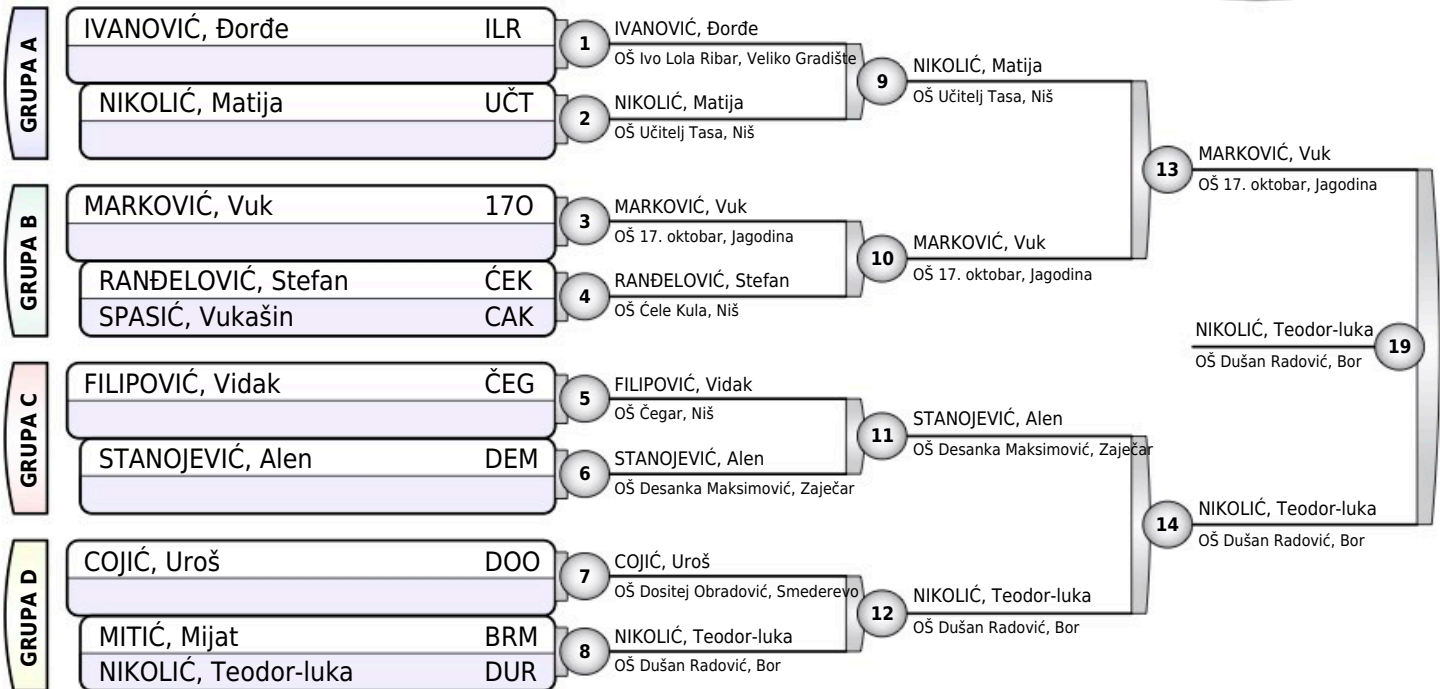 GRUPA A
IVANOVIĆ, Đorđe ILR
NIKOLIĆ, Matija UČT
GRUPA B
MARKOVIĆ, Vuk 17O
RANĐELOVIĆ, Stefan ĆEK
SPASIĆ, Vukašin CAK
GRUPA C
FILIPOVIĆ, Vidak ČEG
STANOJEVIĆ, Alen DEM
GRUPA D
COJIĆ, Uroš DOO
MITIĆ, Mijat BRM
NIKOLIĆ, Teodor-luka DUR
1
IVANOVIĆ, Đorđe
OŠ Ivo Lola Ribar, Veliko Gradište
2
NIKOLIĆ, Matija
OŠ Učitelj Tasa, Niš
3
MARKOVIĆ, Vuk
OŠ 17. oktobar, Jagodina
4
RANĐELOVIĆ, Stefan
OŠ Ćele Kula, Niš
5
FILIPOVIĆ, Vidak
OŠ Čegar, Niš
6
STANOJEVIĆ, Alen
OŠ Desanka Maksimović, Zaječar
7
COJIĆ, Uroš
OŠ Dositej Obradović, Smederevo
8
NIKOLIĆ, Teodor-luka
OŠ Dušan Radović, Bor
9
NIKOLIĆ, Matija
OŠ Učitelj Tasa, Niš
10
MARKOVIĆ, Vuk
OŠ 17. oktobar, Jagodina
11
STANOJEVIĆ, Alen
OŠ Desanka Maksimović, Zaječar
12
NIKOLIĆ, Teodor-luka
OŠ Dušan Radović, Bor
13
MARKOVIĆ, Vuk
OŠ 17. oktobar, Jagodina
14
NIKOLIĆ, Teodor-luka
OŠ Dušan Radović, Bor
NIKOLIĆ, Teodor-luka
OŠ Dušan Radović, Bor
19